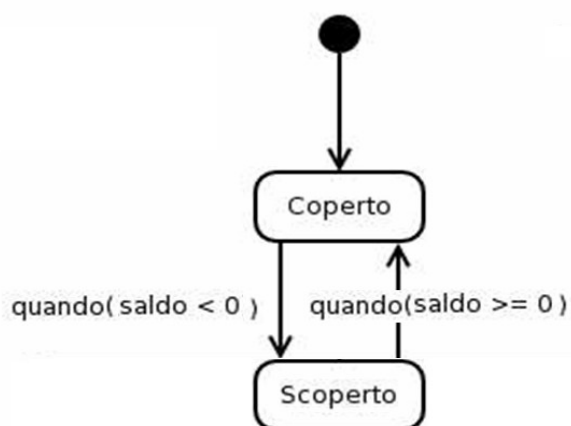 Coperto
quando( saldo < 0 )
quando(saldo >= 0 )
Scoperto